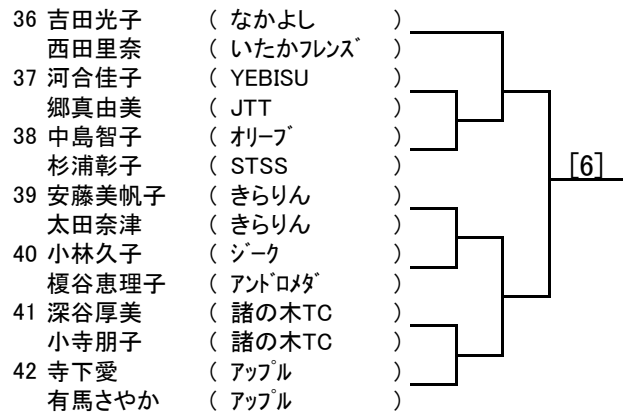 36 吉田光子 ( なかよし )
西田里奈 ( いたかフレンズ )
37 河合佳子 ( YEBISU )
郷真由美 ( JTT )
38 中島智子 ( オリーブ )
杉浦彰子 ( STSS )
[6]
39 安藤美帆子 ( きらりん )
太田奈津 ( きらりん )
40 小林久子 ( ジーク )
榎谷恵理子 ( アンドロメダ )
41 深谷厚美 ( 諸の木TC )
小寺朋子 ( 諸の木TC )
42 寺下愛 ( アップル )
有馬さやか ( アップル )